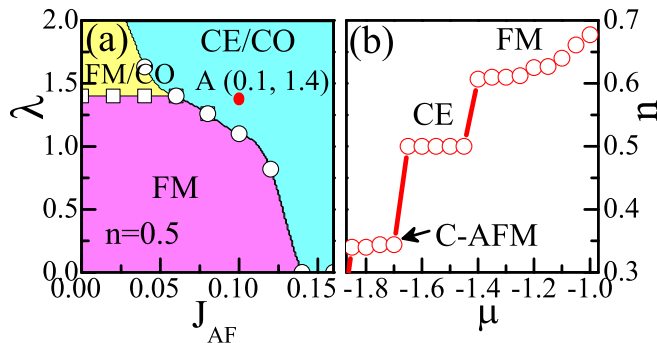 (a)
CE/CO
FM/CO
A (0.1, 1.4)
FM
n=0.5
λ
2.0
1.5
1.0
0.5
0.0
0.00
0.05
0.10
0.15
J_AF
(b)
FM
CE
C-AFM
n
0.7
0.6
0.5
0.4
0.3
-1.8
-1.6
-1.4
-1.2
-1.0
μ